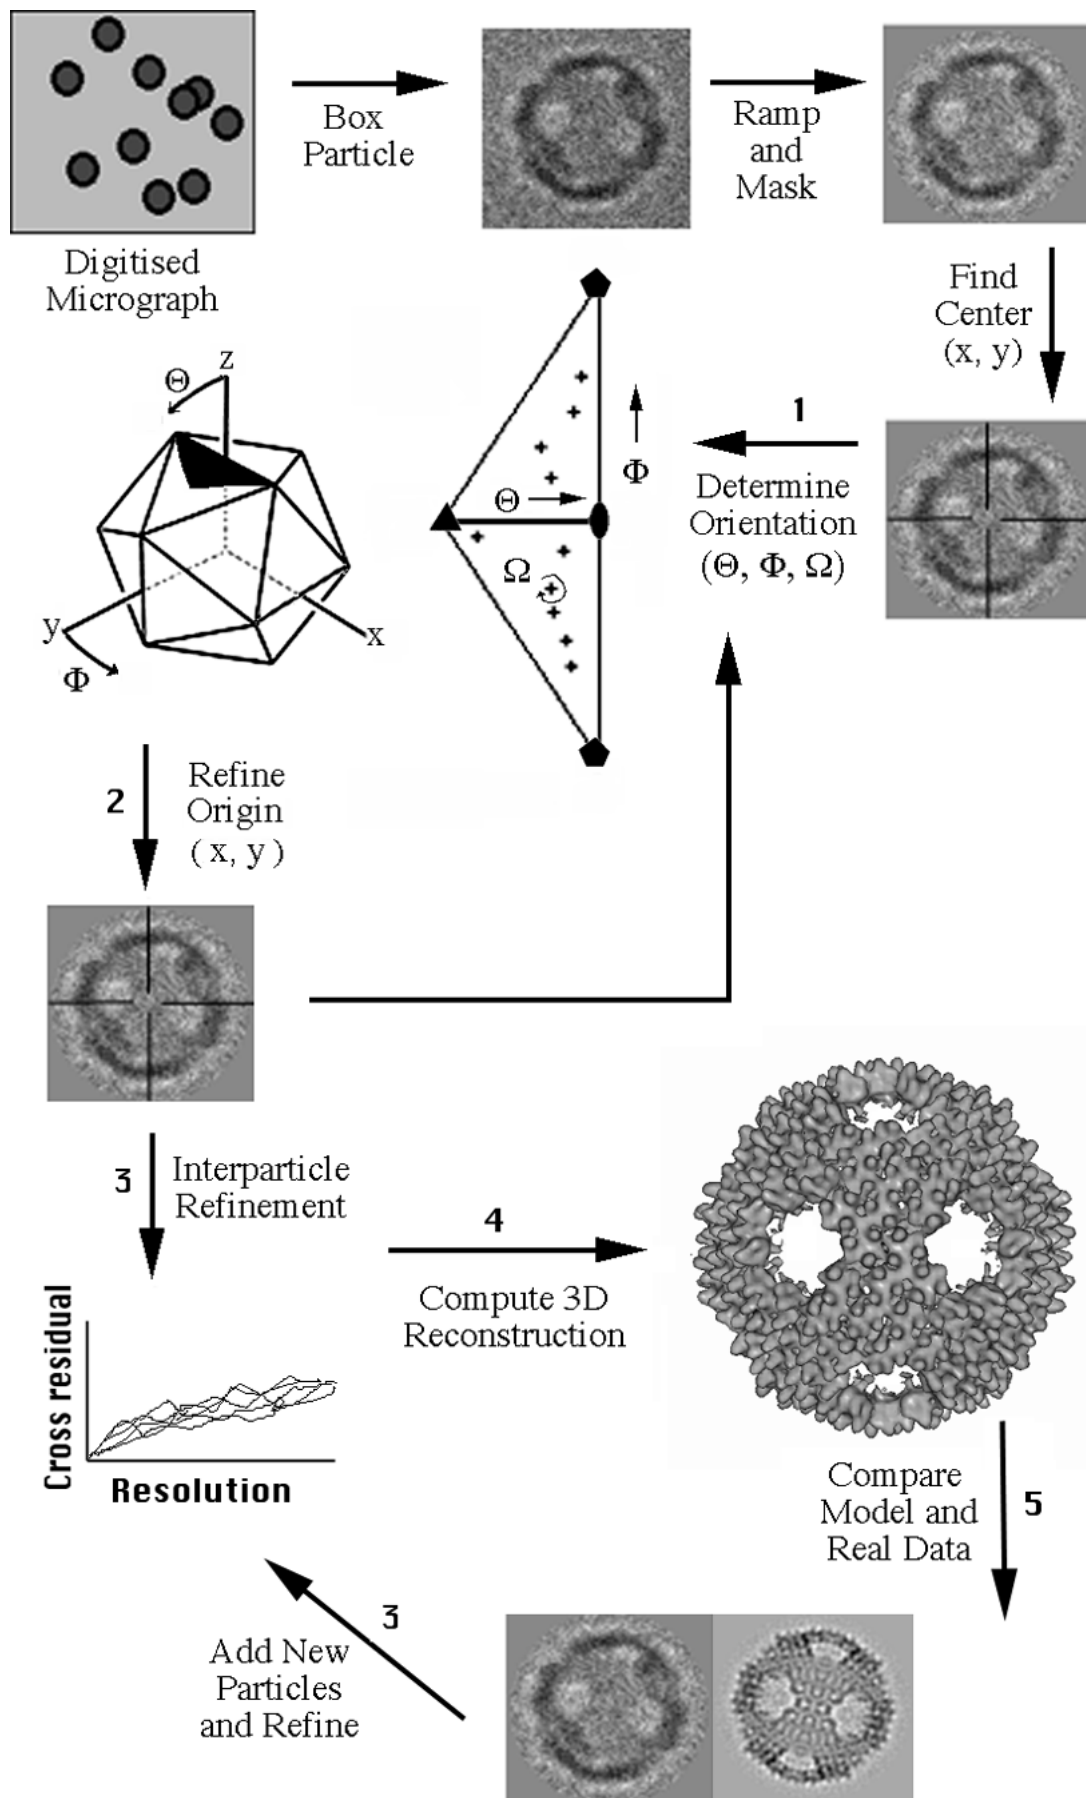 Box
Particle
Ramp
and
Mask
Digitised
Micrograph
Find
Center
(x, y)
1
Determine
Orientation
(Θ, Φ, Ω)
Θ
z
y
x
Φ
Θ
Φ
Ω
2
Refine
Origin
( x, y )
3
Interparticle
Refinement
4
Compute 3D
Reconstruction
Cross residual
Resolution
Compare
Model and
Real Data
5
3
Add New
Particles
and Refine